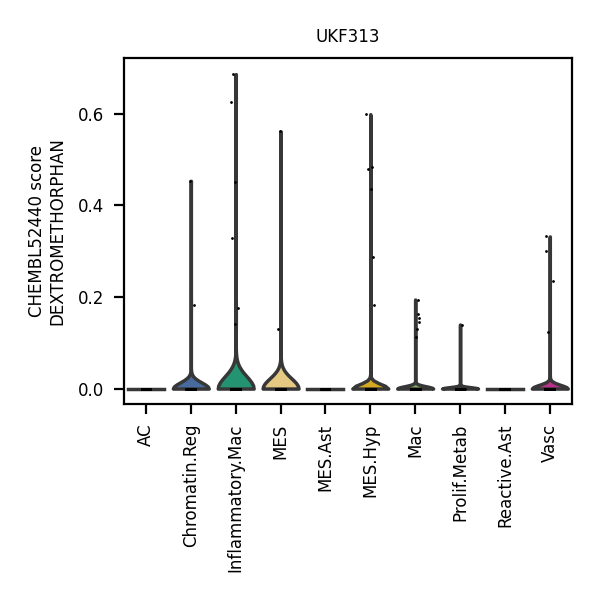 UKF313
CHEMBL52440 score
DEXTROMETHORPHAN
0.6
0.4
0.2
0.0
AC
Chromatin.Reg
Inflammatory.Mac
MES
MES.Ast
MES.Hyp
Mac
Prolif.Metab
Reactive.Ast
Vasc